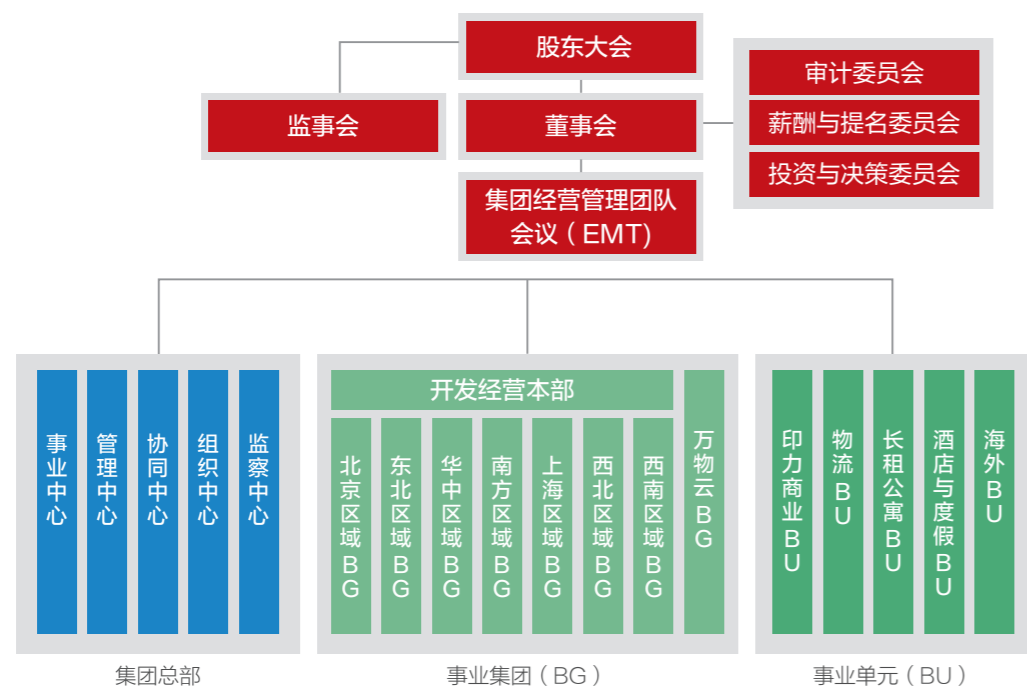 股东大会
监事会
董事会
审计委员会
薪酬与提名委员会
投资与决策委员会
集团经营管理团队
会议（EMT)
事业中心
管理中心
协同中心
组织中心
监察中心
集团总部
开发经营本部
北京区域BG
东北区域BG
华中区域BG
南方区域BG
上海区域BG
西北区域BG
西南区域BG
万物云BG
事业集团（BG）
印力商业BU
物流BU
长租公寓BU
酒店与度假BU
海外BU
事业单元（BU）